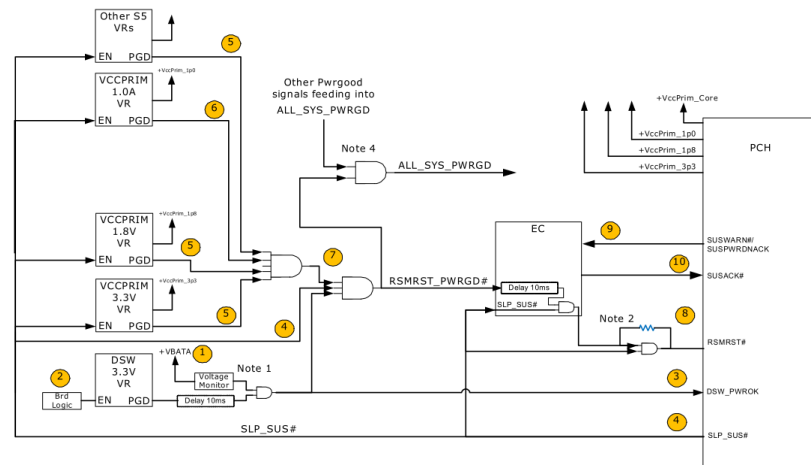 Other S5
VRs
EN PGD
5
VCCPRIM
1.0A
VR
EN PGD
+VccPrim_1p0
6
Other Pwrgood
signals feeding into
ALL_SYS_PWRGD
Note 4
ALL_SYS_PWRGD
+VccPrim_Core
+VccPrim_1p0
+VccPrim_1p8
+VccPrim_3p3
PCH
VCCPRIM
1.8V
VR
EN PGD
+VccPrim_1p8
5
7
VCCPRIM
3.3V
VR
EN PGD
+VccPrim_3p3
5
4
RSMRST_PWRGD#
EC
Delay 10ms
SLP_SUS#
9
SUSWARN#/
SUSPWRDNACK
10
SUSACK#
Note 2
8
RSMRST#
2
Brd
Logic
DSW
3.3V
VR
EN PGD
+VBATA
1
Voltage
Monitor
Note 1
Delay 10ms
3
DSW_PWROK
4
SLP_SUS#
SLP_SUS#